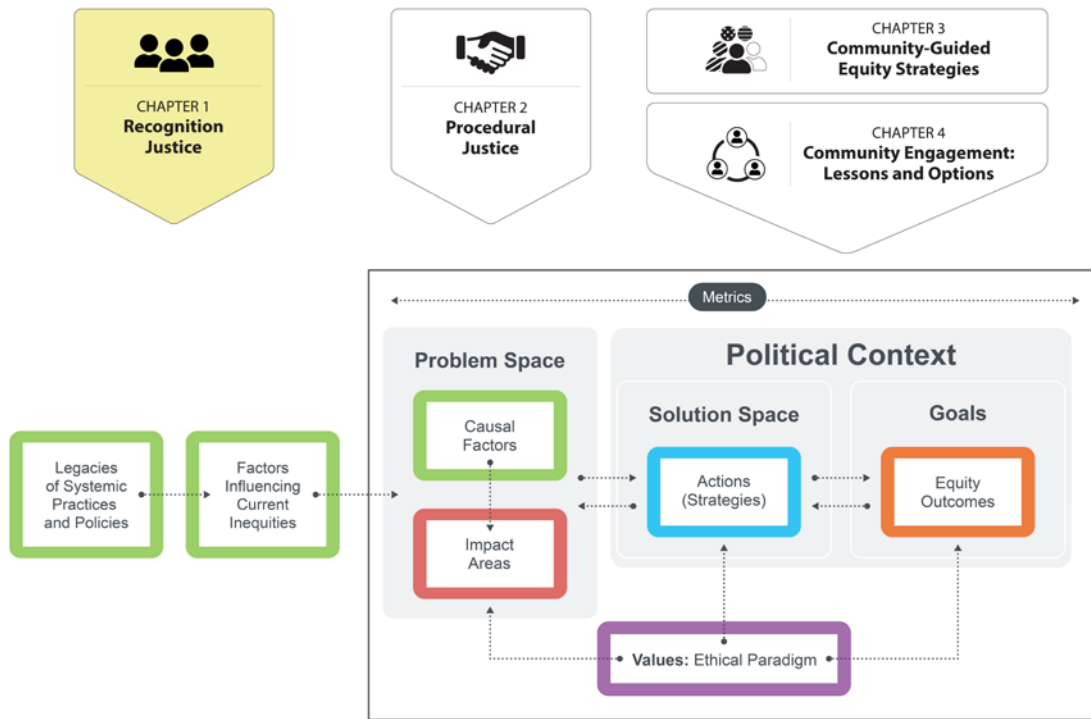 CHAPTER 1
Recognition
Justice
CHAPTER 2
Procedural
Justice
CHAPTER 3
Community-Guided
Equity Strategies
CHAPTER 4
Community Engagement:
Lessons and Options
Metrics
Problem Space
Political Context
Causal
Factors
Solution Space
Goals
Legacies
of Systemic
Practices
and Policies
Factors
Influencing
Current
Inequities
Actions
(Strategies)
Equity
Outcomes
Impact
Areas
Values: Ethical Paradigm